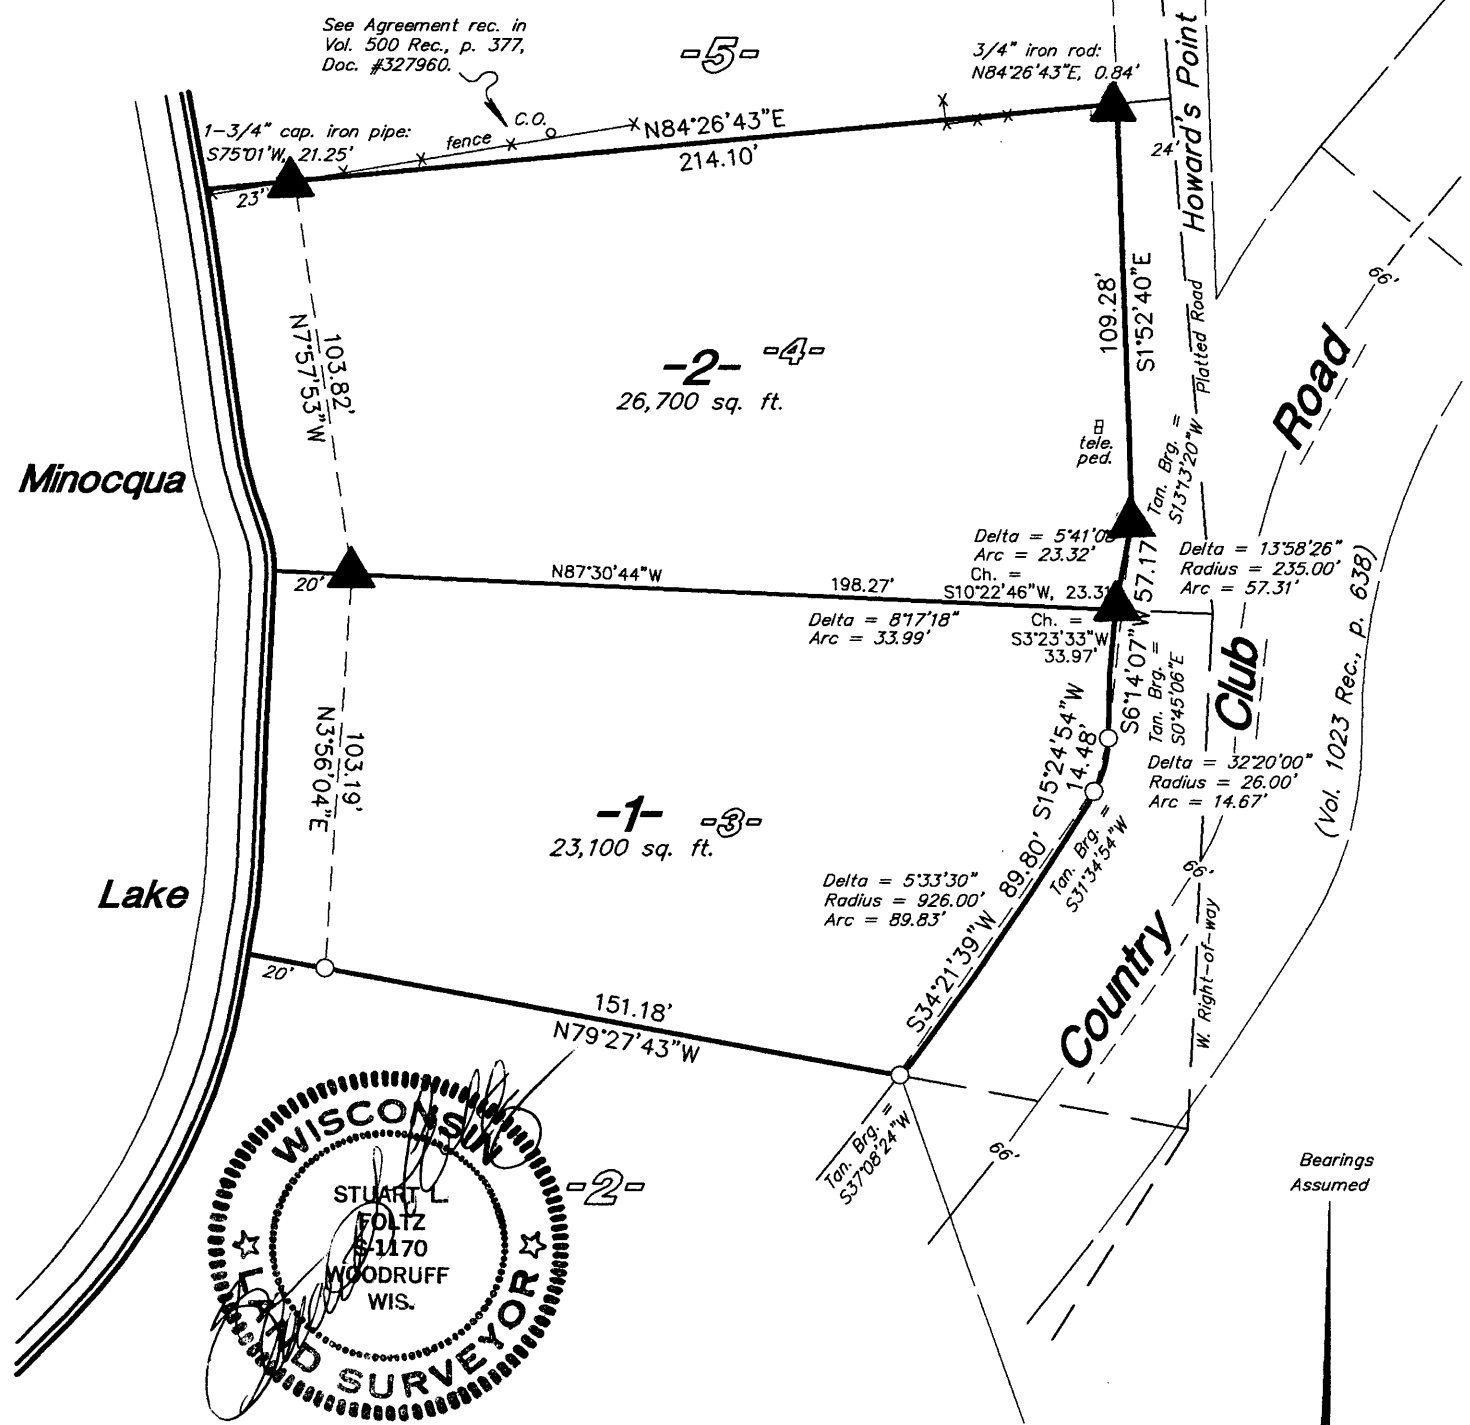 See Agreement rec. in
Vol. 500 Rec., p. 377,
Doc. #327960.
-5-
3/4" iron rod:
N84°26'43"E, 0.84'
Howard's Point
1-3/4" cap. iron pipe:
S75°01'W, 21.25'
fence
C.O.
N84°26'43"E
214.10'
24'
23'
103.82'
N7°57'53"W
109.28'
S1°52'40"E
Platted Road
66'
Road
-2-
-4-
26,700 sq. ft.
tele.
ped.
Tan. Brg. =
S13°13'20"W
Minocqua
Delta = 5°41'08"
Arc = 23.32'
Ch. =
S10°22'46"W, 23.31'
Delta = 13°58'26"
Radius = 235.00'
Arc = 57.31'
20'
N87°30'44"W
198.27'
Delta = 8°17'18"
Arc = 33.99'
Ch. =
S3°23'33"W
33.97'
S6°14'07"W 57.17'
Tan. Brg. =
S0°45'06"E
Club
(Vol. 1023 Rec., p. 638)
103.19'
N3°56'04"E
S15°24'54"W
14.48'
Delta = 32°20'00"
Radius = 26.00'
Arc = 14.67'
-1-
-3-
23,100 sq. ft.
Tan. Brg. =
S31°34'54"W
Lake
Delta = 5°33'30"
Radius = 926.00'
Arc = 89.83'
S34°21'39"W 89.80'
66'
W. Right-of-way
Country
20'
151.18'
N79°27'43"W
Tan. Brg. =
S37°08'24"W
66'
WISCONSIN
STUART L.
FOLTZ
S-1170
WOODRUFF
WIS.
LAND SURVEYOR
-2-
Bearings
Assumed